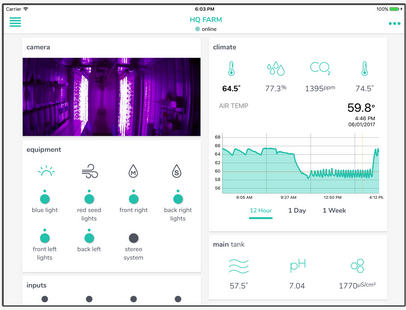 Carrier 6:03 PM 100%
HQ FARM
online
camera
equipment
M S
blue light red seed lights front right back right lights
front left lights back left stereo system
inputs
climate
CO2
64.5° 77.3% 1395ppm 74.5°
AIR TEMP 59.8°
4:46 PM
06/01/2017
68
66
64
62
60
58
56
9:05 AM 9:27 AM 12:50 PM 4:12 PM
12 Hour 1 Day 1 Week
main tank
pH
57.5° 7.04 1770µS/cm²